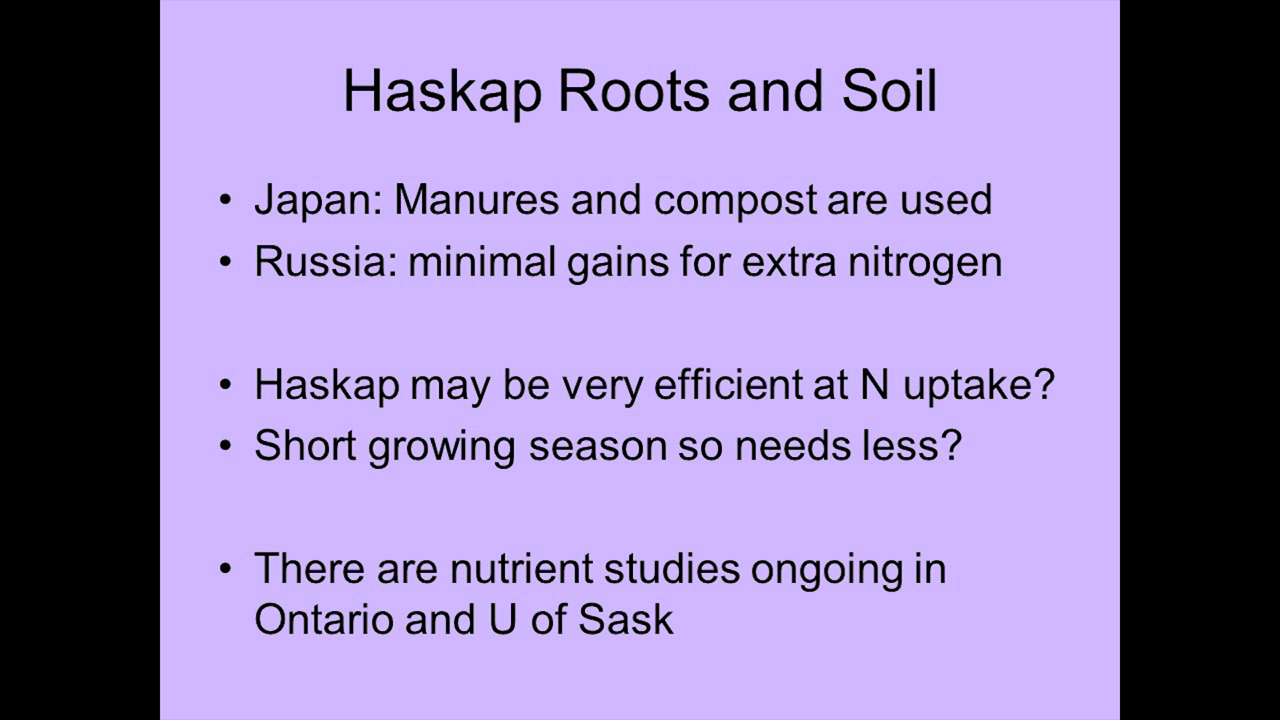 Haskap Roots and Soil
• Japan: Manures and compost are used
• Russia: minimal gains for extra nitrogen
• Haskap may be very efficient at N uptake?
• Short growing season so needs less?
• There are nutrient studies ongoing in
Ontario and U of Sask